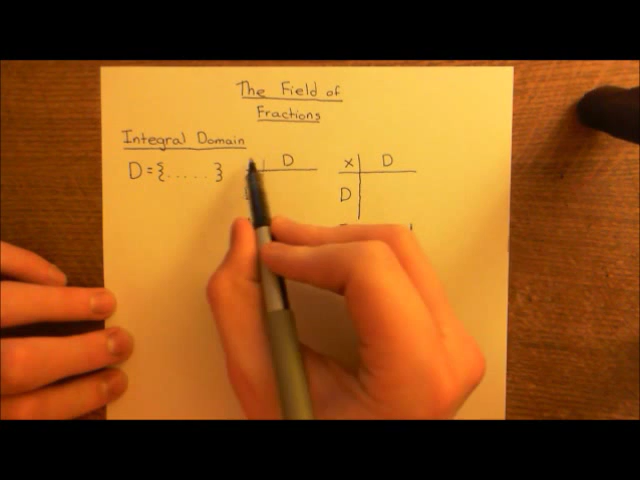 The Field of
Fractions
Integral Domain
D = {.....}
D
x D
D